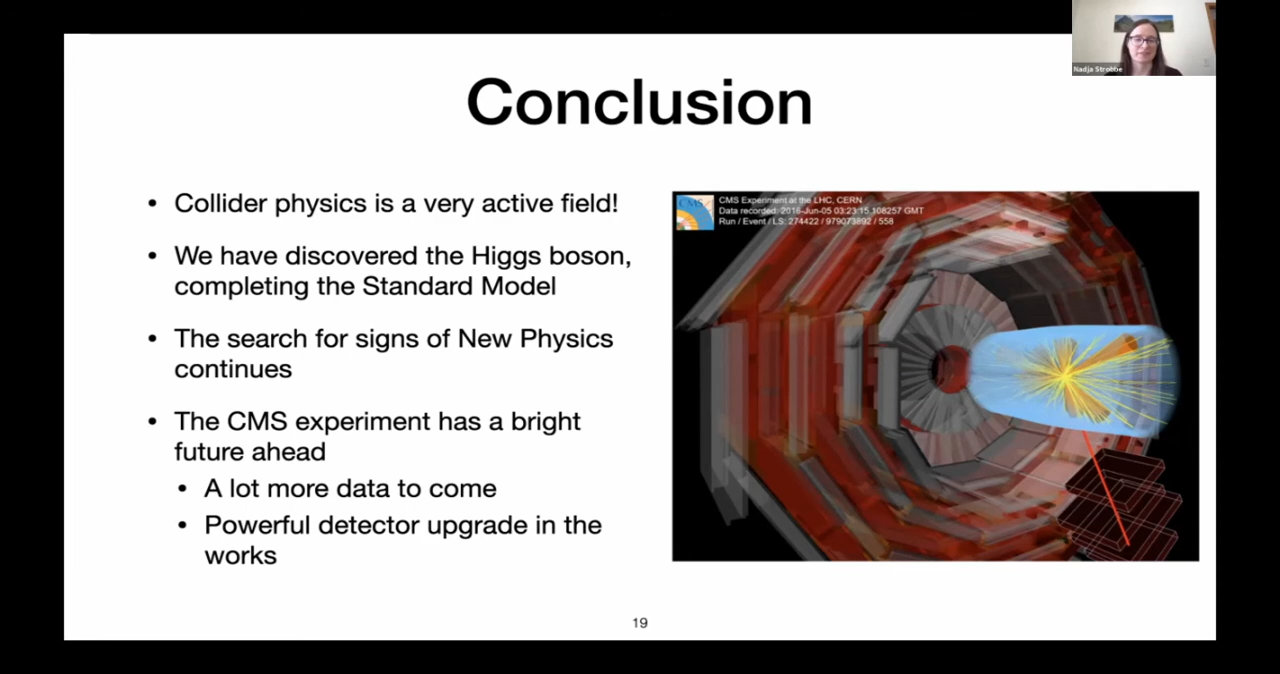 Nadja Strobbe
Conclusion
• Collider physics is a very active field!
• We have discovered the Higgs boson,
completing the Standard Model
• The search for signs of New Physics
continues
• The CMS experiment has a bright
future ahead
• A lot more data to come
• Powerful detector upgrade in the
works
CMS
CMS Experiment at the LHC, CERN
Data recorded: 2016-Jun-05 03:23:15.108257 GMT
Run / Event / LS: 274422 / 979073892 / 558
19